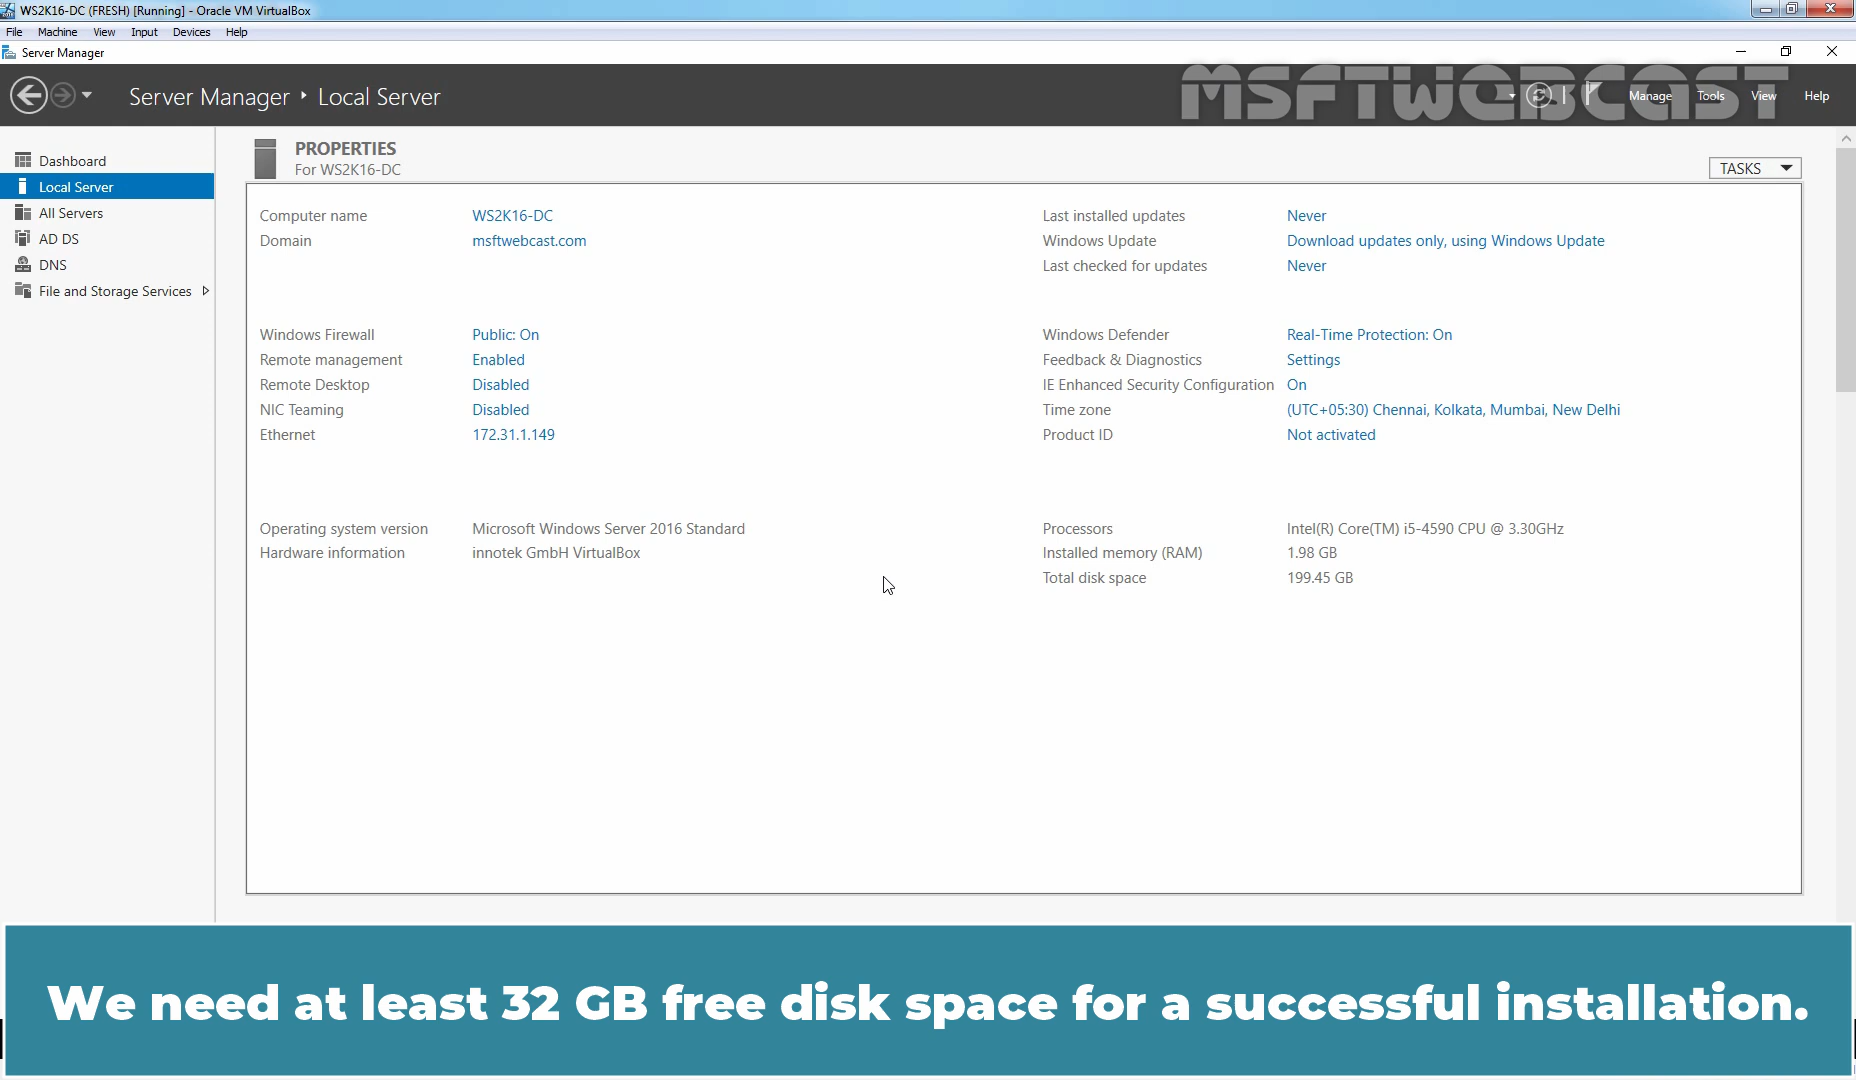 WS2K16-DC (FRESH) [Running] - Oracle VM VirtualBox
File Machine View Input Devices Help
Server Manager
Server Manager • Local Server
MSFTWEBCAST
Manage Tools View Help
Dashboard
Local Server
All Servers
AD DS
DNS
File and Storage Services
PROPERTIES
For WS2K16-DC
TASKS
Computer name WS2K16-DC
Domain msftwebcast.com
Last installed updates Never
Windows Update Download updates only, using Windows Update
Last checked for updates Never
Windows Firewall Public: On
Remote management Enabled
Remote Desktop Disabled
NIC Teaming Disabled
Ethernet 172.31.1.149
Windows Defender Real-Time Protection: On
Feedback & Diagnostics Settings
IE Enhanced Security Configuration On
Time zone (UTC+05:30) Chennai, Kolkata, Mumbai, New Delhi
Product ID Not activated
Operating system version Microsoft Windows Server 2016 Standard
Hardware information innotek GmbH VirtualBox
Processors Intel(R) Core(TM) i5-4590 CPU @ 3.30GHz
Installed memory (RAM) 1.98 GB
Total disk space 199.45 GB
We need at least 32 GB free disk space for a successful installation.